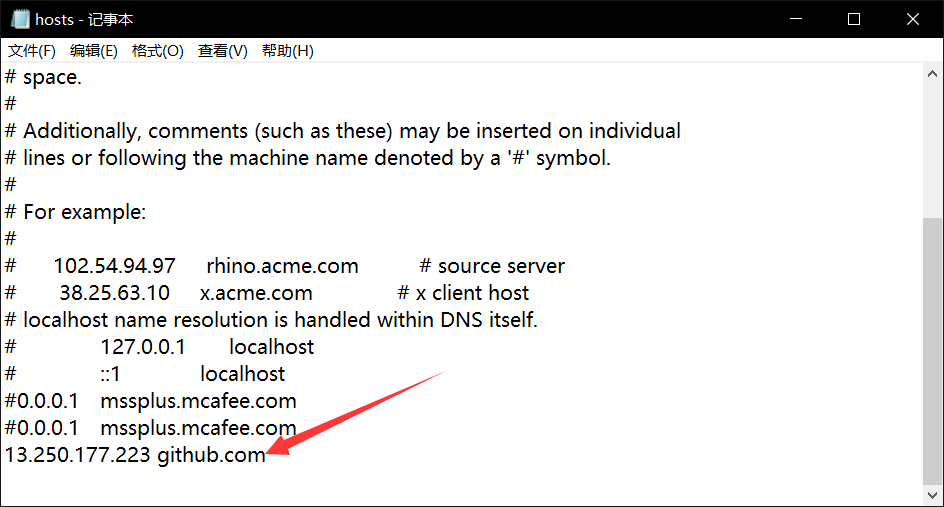 hosts - 记事本
文件(F) 编辑(E) 格式(O) 查看(V) 帮助(H)
# space.
#
# Additionally, comments (such as these) may be inserted on individual
# lines or following the machine name denoted by a '#' symbol.
#
# For example:
#
# 102.54.94.97 rhino.acme.com # source server
# 38.25.63.10 x.acme.com # x client host
# localhost name resolution is handled within DNS itself.
# 127.0.0.1 localhost
# ::1 localhost
#0.0.0.1 mssplus.mcafee.com
#0.0.0.1 mssplus.mcafee.com
13.250.177.223 github.com